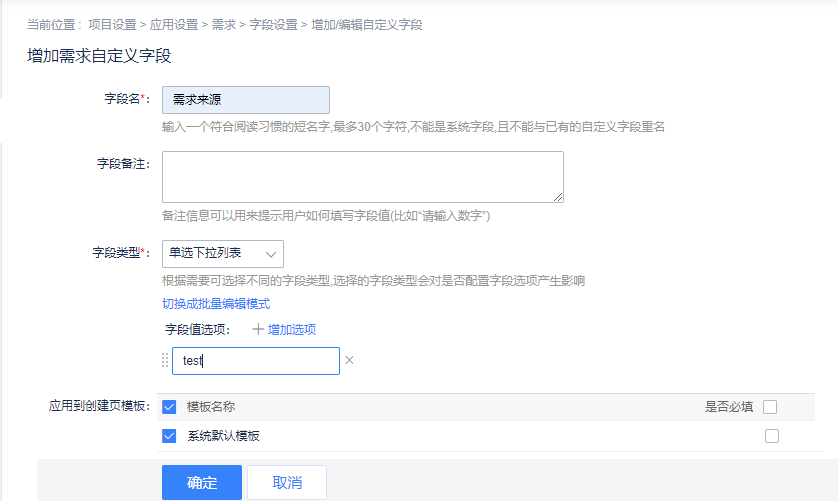 当前位置: 项目设置 > 应用设置 > 需求 > 字段设置 > 增加/编辑自定义字段
增加需求自定义字段
字段名*: 需求来源
输入一个符合阅读习惯的短名字,最多30个字符,不能是系统字段,且不能与已有的自定义字段重名
字段备注:
备注信息可以用来提示用户如何填写字段值(比如“请输入数字”)
字段类型*: 单选下拉列表
根据需要可选择不同的字段类型,选择的字段类型会对是否配置字段选项产生影响
切换成批量编辑模式
字段值选项: 增加选项
test
应用到创建页模板: 模板名称 是否必填
系统默认模板
确定 取消